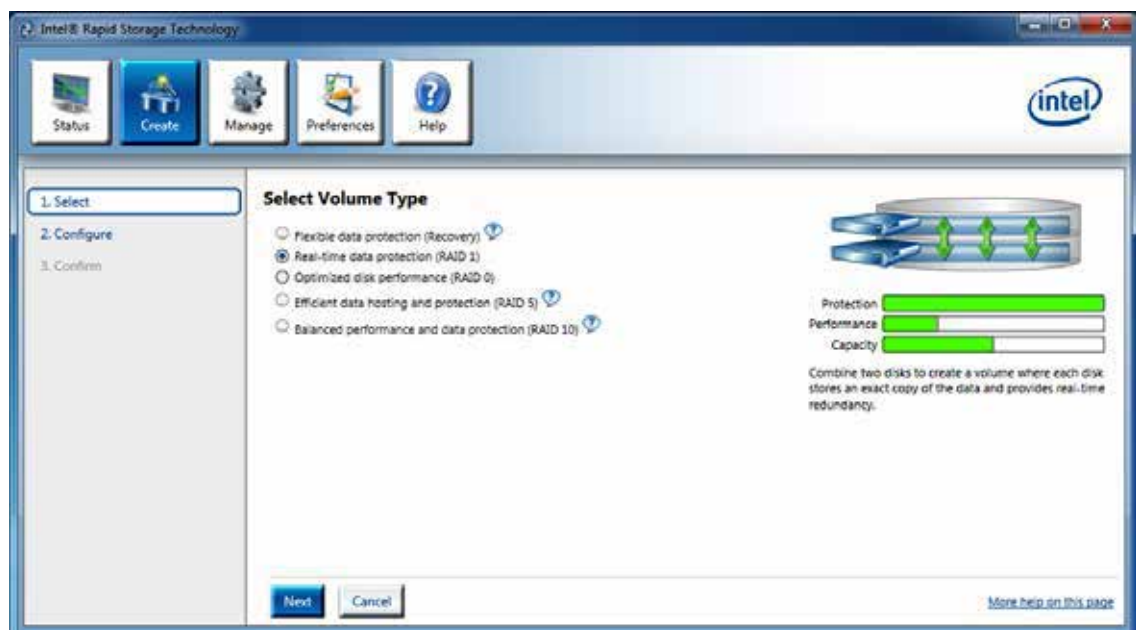 Intel® Rapid Storage Technology
Status
Create
Manage
Preferences
Help
intel
1. Select
2. Configure
3. Confirm
Select Volume Type
Flexible data protection (Recovery)
Real-time data protection (RAID 1)
Optimized disk performance (RAID 0)
Efficient data hosting and protection (RAID 5)
Balanced performance and data protection (RAID 10)
Protection
Performance
Capacity
Combine two disks to create a volume where each disk
stores an exact copy of the data and provides real-time
redundancy.
Next
Cancel
More help on this page